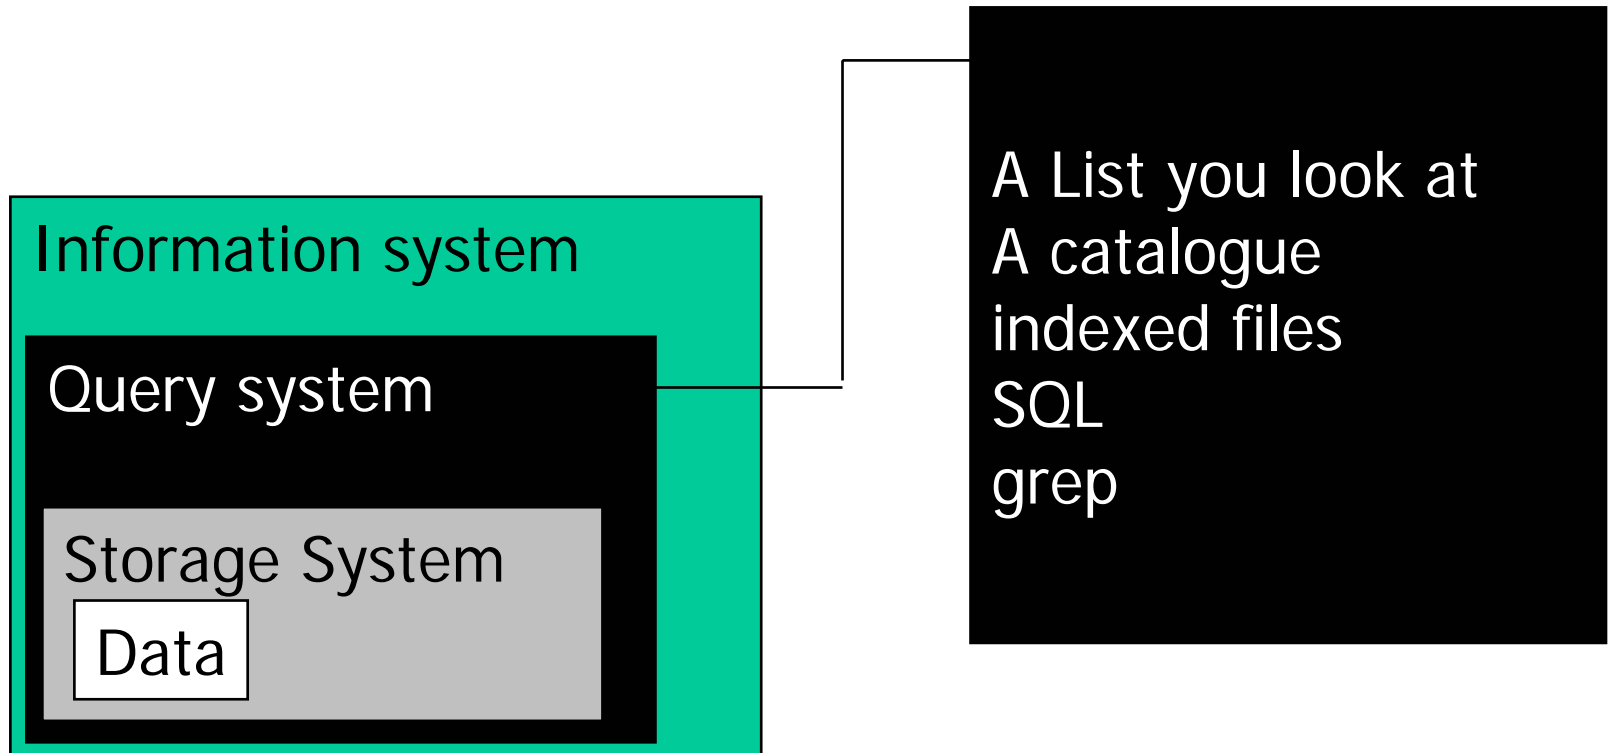 Information system
Query system
Storage System
Data
A List you look at
A catalogue
indexed files
SQL
grep